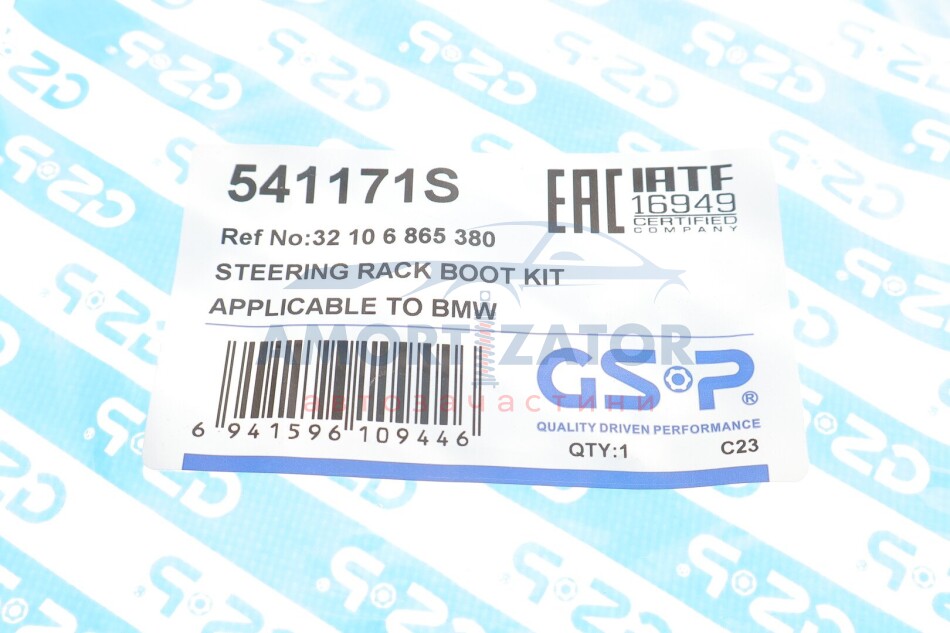 541171S
EAC
IATF
16949
CERTIFIED
COMPANY
Ref No:32 10 6 865 380
STEERING RACK BOOT KIT
APPLICABLE TO BMW
AMORTIZATOR
автозапчастини
GSP®
QUALITY DRIVEN PERFORMANCE
6 941596 109446
QTY:1
C23